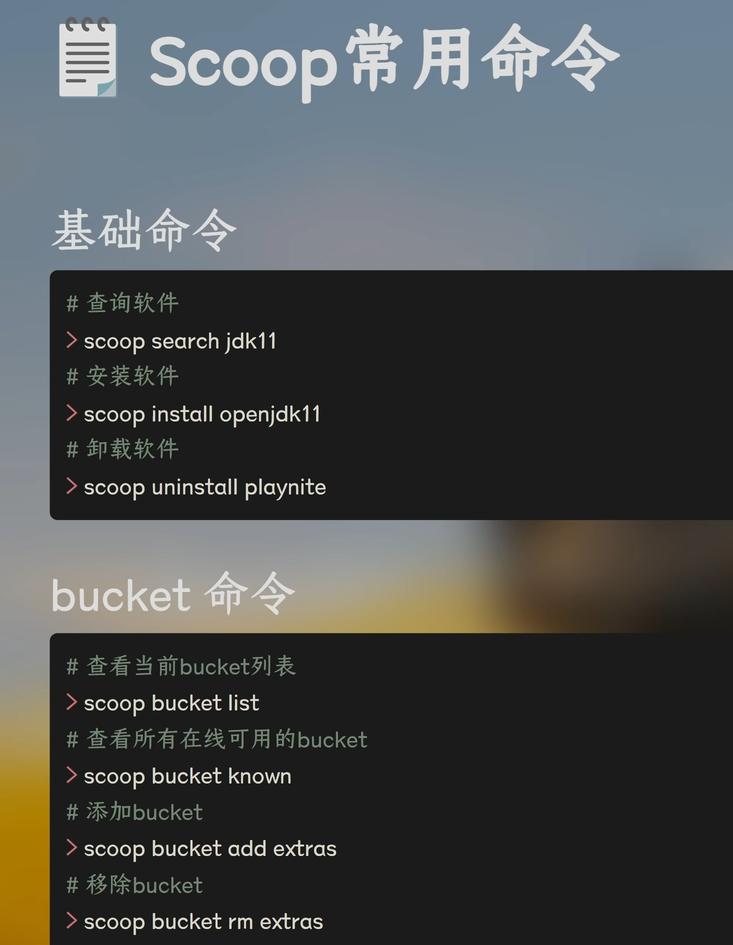 Scoop常用命令
基础命令
# 查询软件
> scoop search jdk11
# 安装软件
> scoop install openjdk11
# 卸载软件
> scoop uninstall playnite
bucket 命令
# 查看当前bucket列表
> scoop bucket list
# 查看所有在线可用的bucket
> scoop bucket known
# 添加bucket
> scoop bucket add extras
# 移除bucket
> scoop bucket rm extras